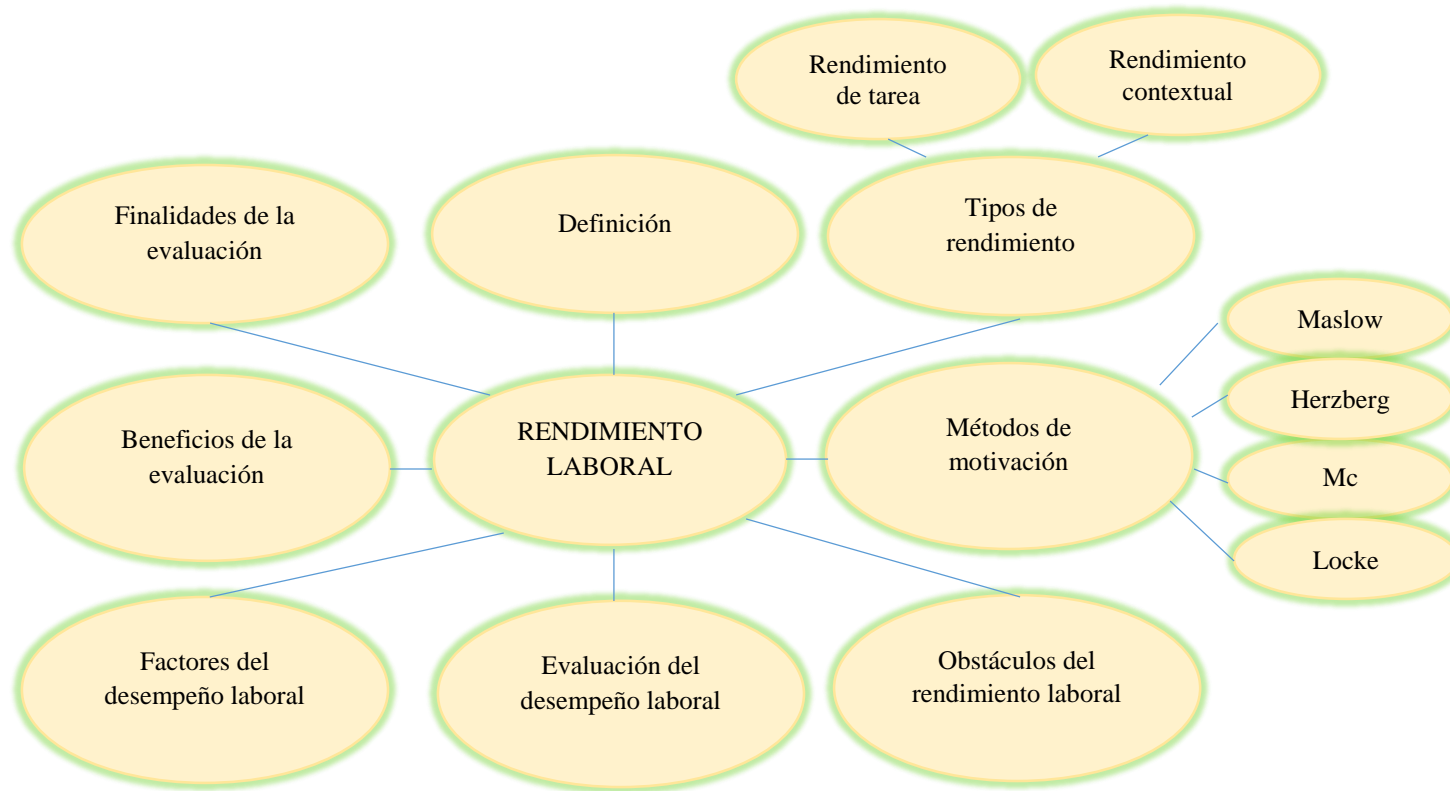 Rendimiento
de tarea
Rendimiento
contextual
Finalidades de la
evaluación
Definición
Tipos de
rendimiento
Maslow
Herzberg
Mc
Locke
Beneficios de la
evaluación
RENDIMIENTO
LABORAL
Métodos de
motivación
Factores del
desempeño laboral
Evaluación del
desempeño laboral
Obstáculos del
rendimiento laboral